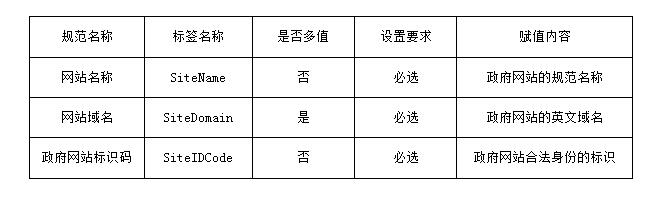 规范名称 标签名称 是否多值 设置要求 赋值内容
网站名称 SiteName 否 必选 政府网站的规范名称
网站域名 SiteDomain 是 必选 政府网站的英文域名
政府网站标识码 SiteIDCode 否 必选 政府网站合法身份的标识